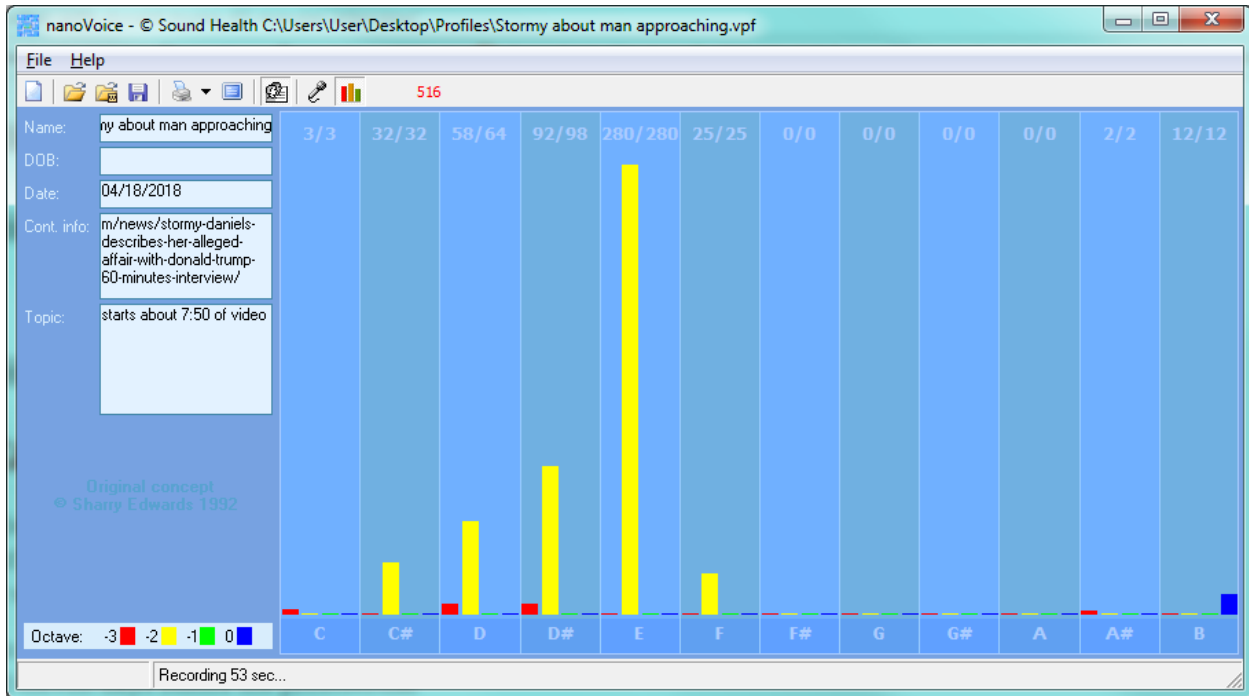 nanoVoice - © Sound Health C:\Users\User\Desktop\Profiles\Stormy about man approaching.vpf
File Help
516
Name: ny about man approaching
DOB:
Date: 04/18/2018
Cont. info: m/news/stormy-daniels-
describes-her-alleged-
affair-with-donald-trump-
60-minutes-interview/
Topic: starts about 7:50 of video
3/3 32/32 58/64 92/98 280/280 25/25 0/0 0/0 0/0 0/0 2/2 12/12
Original concept
© Sharry Edwards 1992
Octave: -3 -2 -1 0
C C# D D# E F F# G G# A A# B
Recording 53 sec...